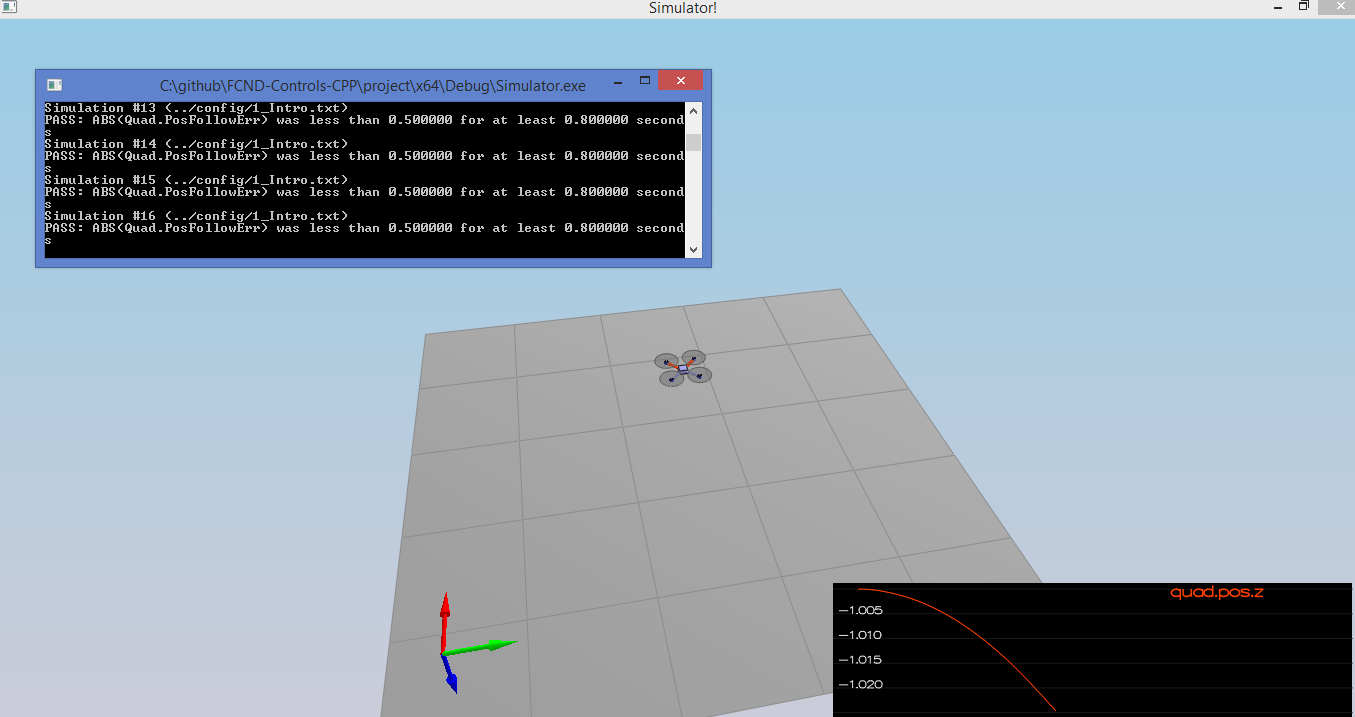 Simulator!
C:\github\FCND-Controls-CPP\project\x64\Debug\Simulator.exe
Simulation #13 (../config/1_Intro.txt)
PASS: ABS(Quad.PosFollowErr) was less than 0.500000 for at least 0.800000 second
s
Simulation #14 (../config/1_Intro.txt)
PASS: ABS(Quad.PosFollowErr) was less than 0.500000 for at least 0.800000 second
s
Simulation #15 (../config/1_Intro.txt)
PASS: ABS(Quad.PosFollowErr) was less than 0.500000 for at least 0.800000 second
s
Simulation #16 (../config/1_Intro.txt)
PASS: ABS(Quad.PosFollowErr) was less than 0.500000 for at least 0.800000 second
s
quad.pos.z
-1.005
-1.010
-1.015
-1.020